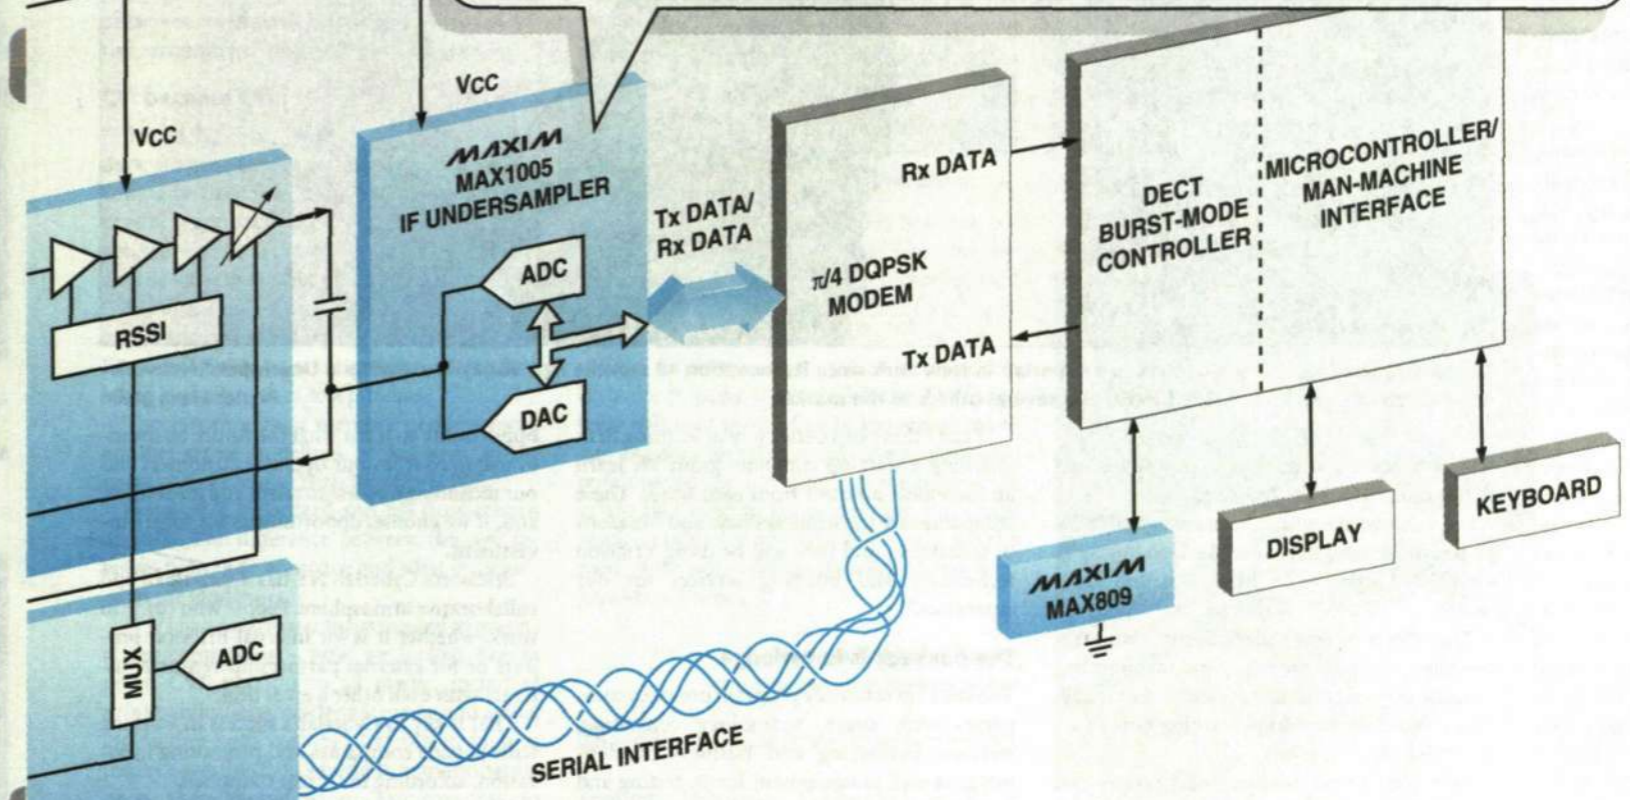 VCC
VCC
RSSI
MAXIM
MAX1005
IF UNDERSAMPLER
ADC
DAC
Tx DATA/
Rx DATA
π/4 DQPSK
MODEM
Rx DATA
Tx DATA
DECT
BURST-MODE
CONTROLLER
MICROCONTROLLER/
MAN-MACHINE
INTERFACE
MAXIM
MAX809
DISPLAY
KEYBOARD
MUX
ADC
SERIAL INTERFACE